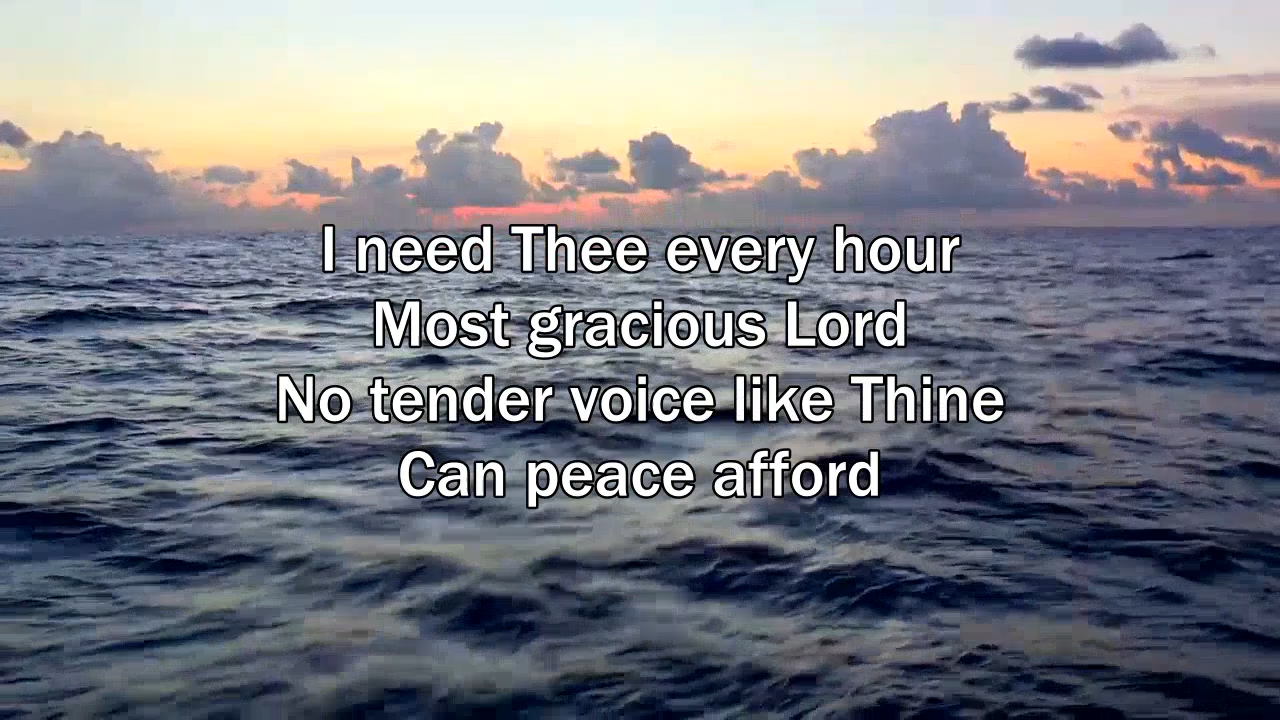 I need Thee every hour
Most gracious Lord
No tender voice like Thine
Can peace afford